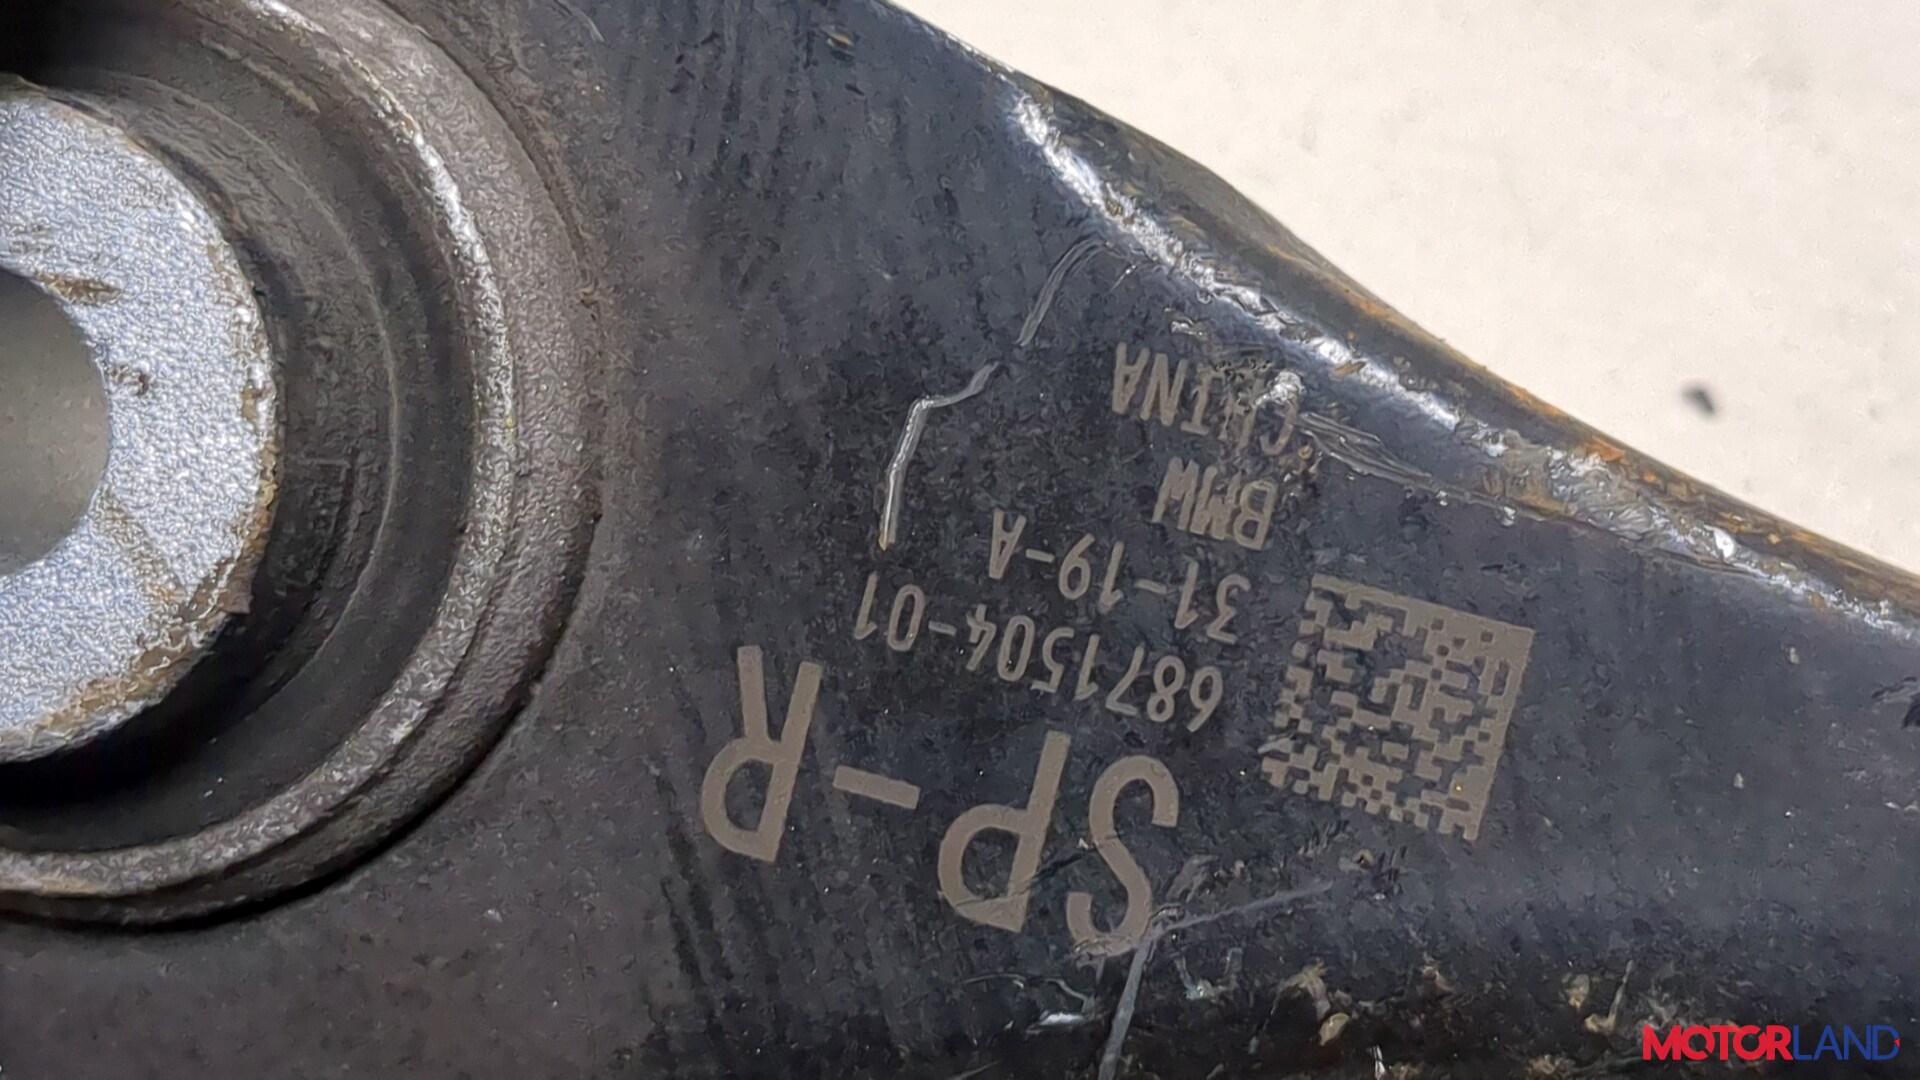 SP-R
6871504-01
31-19-A
BMW
CHINA
MOTORLAND